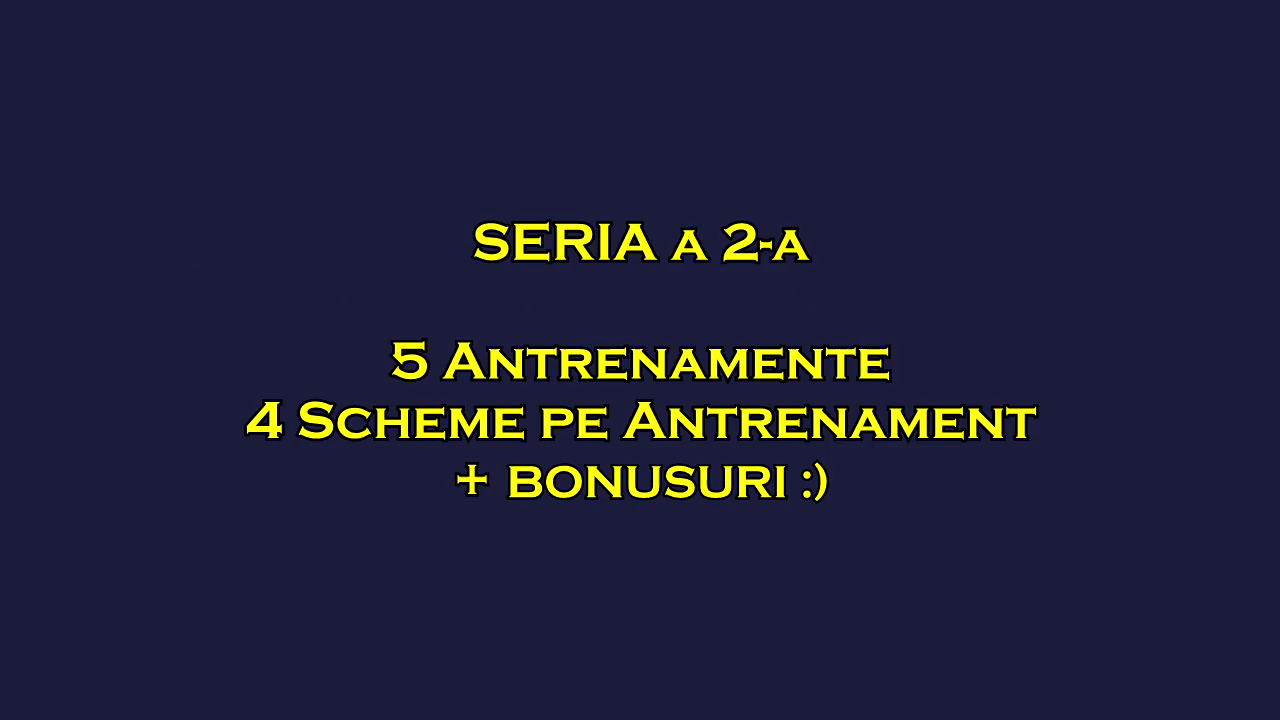 SERIA a 2-a
5 Antrenamente
4 Scheme pe Antrenament
+ bonusuri :)